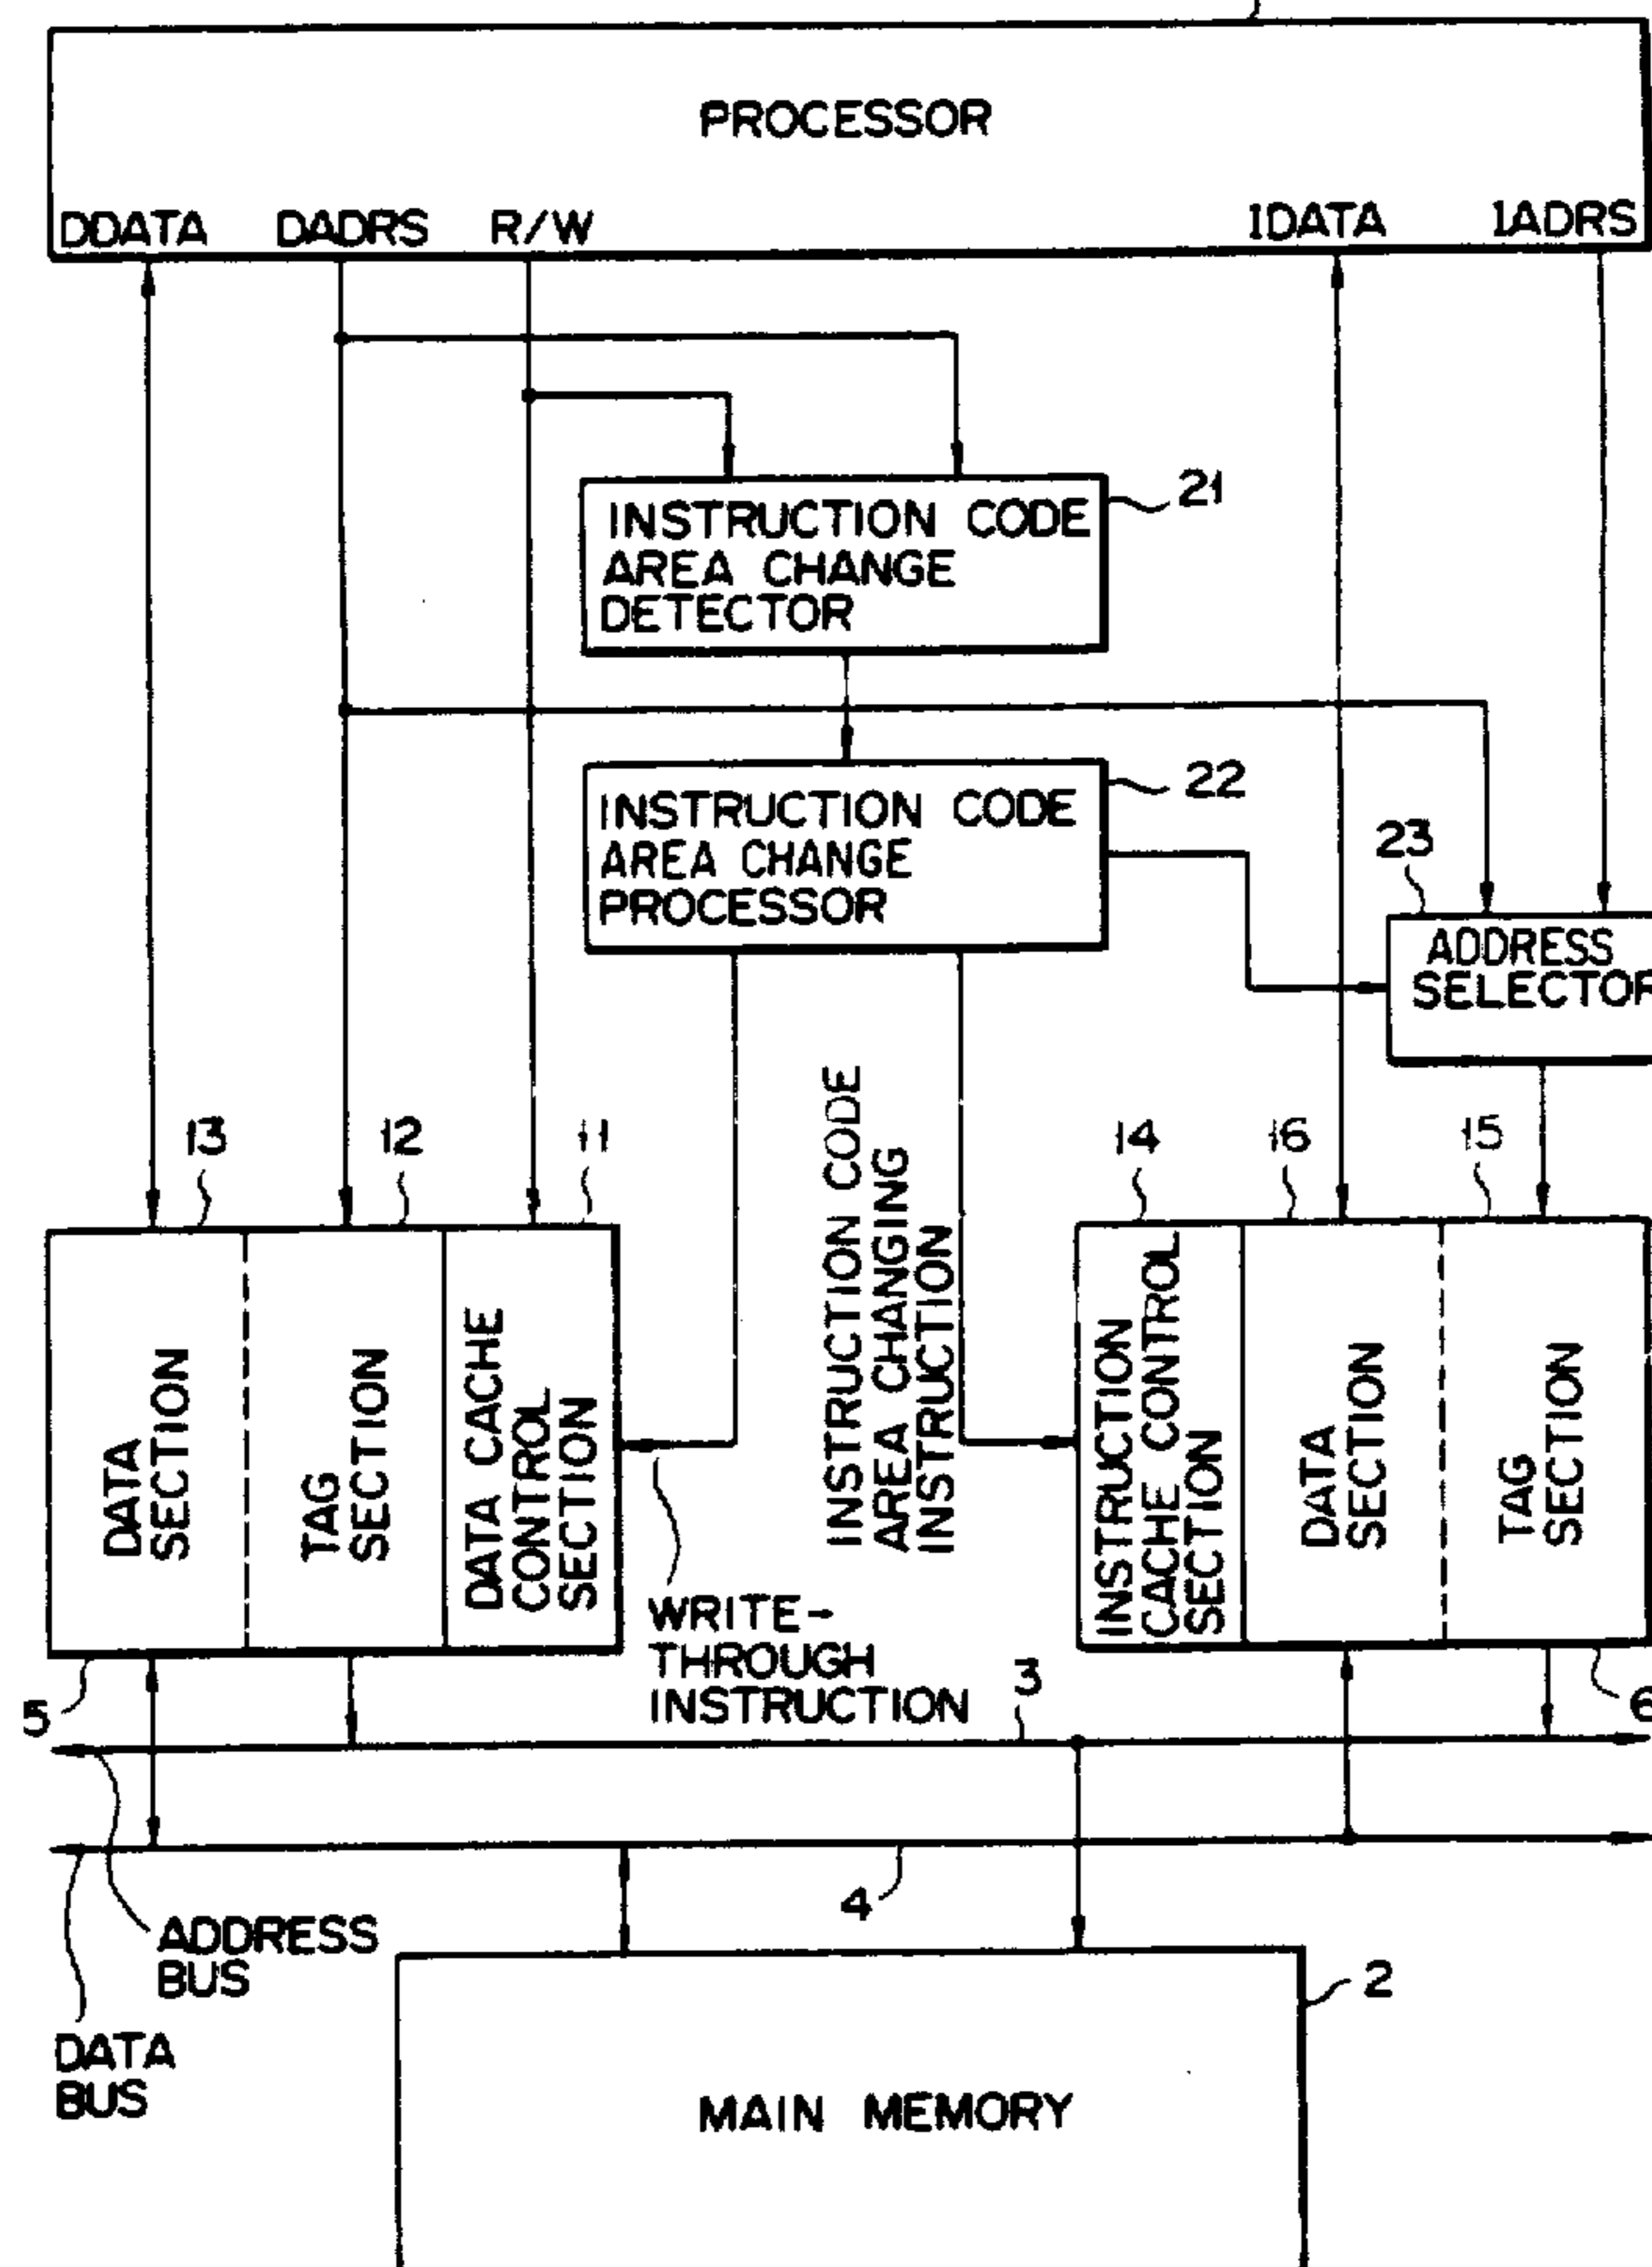 PROCESSOR
DDATA DADRS R/W IDATA IADRS
21
INSTRUCTION CODE
AREA CHANGE
DETECTOR
22
INSTRUCTION CODE
AREA CHANGE
PROCESSOR
23
ADDRESS
SELECTOR
13 12 11 14 16 15
INSTRUCTION CODE
AREA CHANGING
INSTRUCTION
DATA
SECTION
TAG
SECTION
DATA CACHE
CONTROL
SECTION
INSTRUCTION
CACHE CONTROL
SECTION
DATA
SECTION
TAG
SECTION
WRITE-
THROUGH
INSTRUCTION
5 3 6
4
ADDRESS
BUS
2
DATA
BUS
MAIN MEMORY